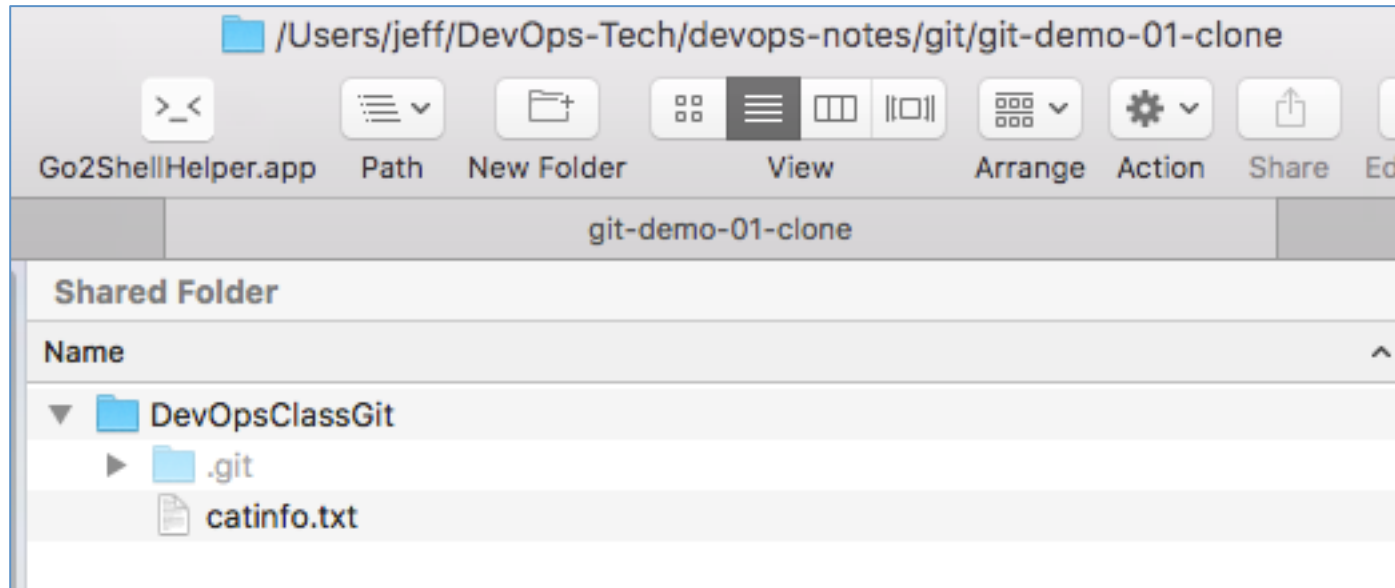 /Users/jeff/DevOps-Tech/devops-notes/git/git-demo-01-clone
>_<
Go2ShellHelper.app Path New Folder View Arrange Action Share
git-demo-01-clone
Shared Folder
Name
DevOpsClassGit
.git
catinfo.txt